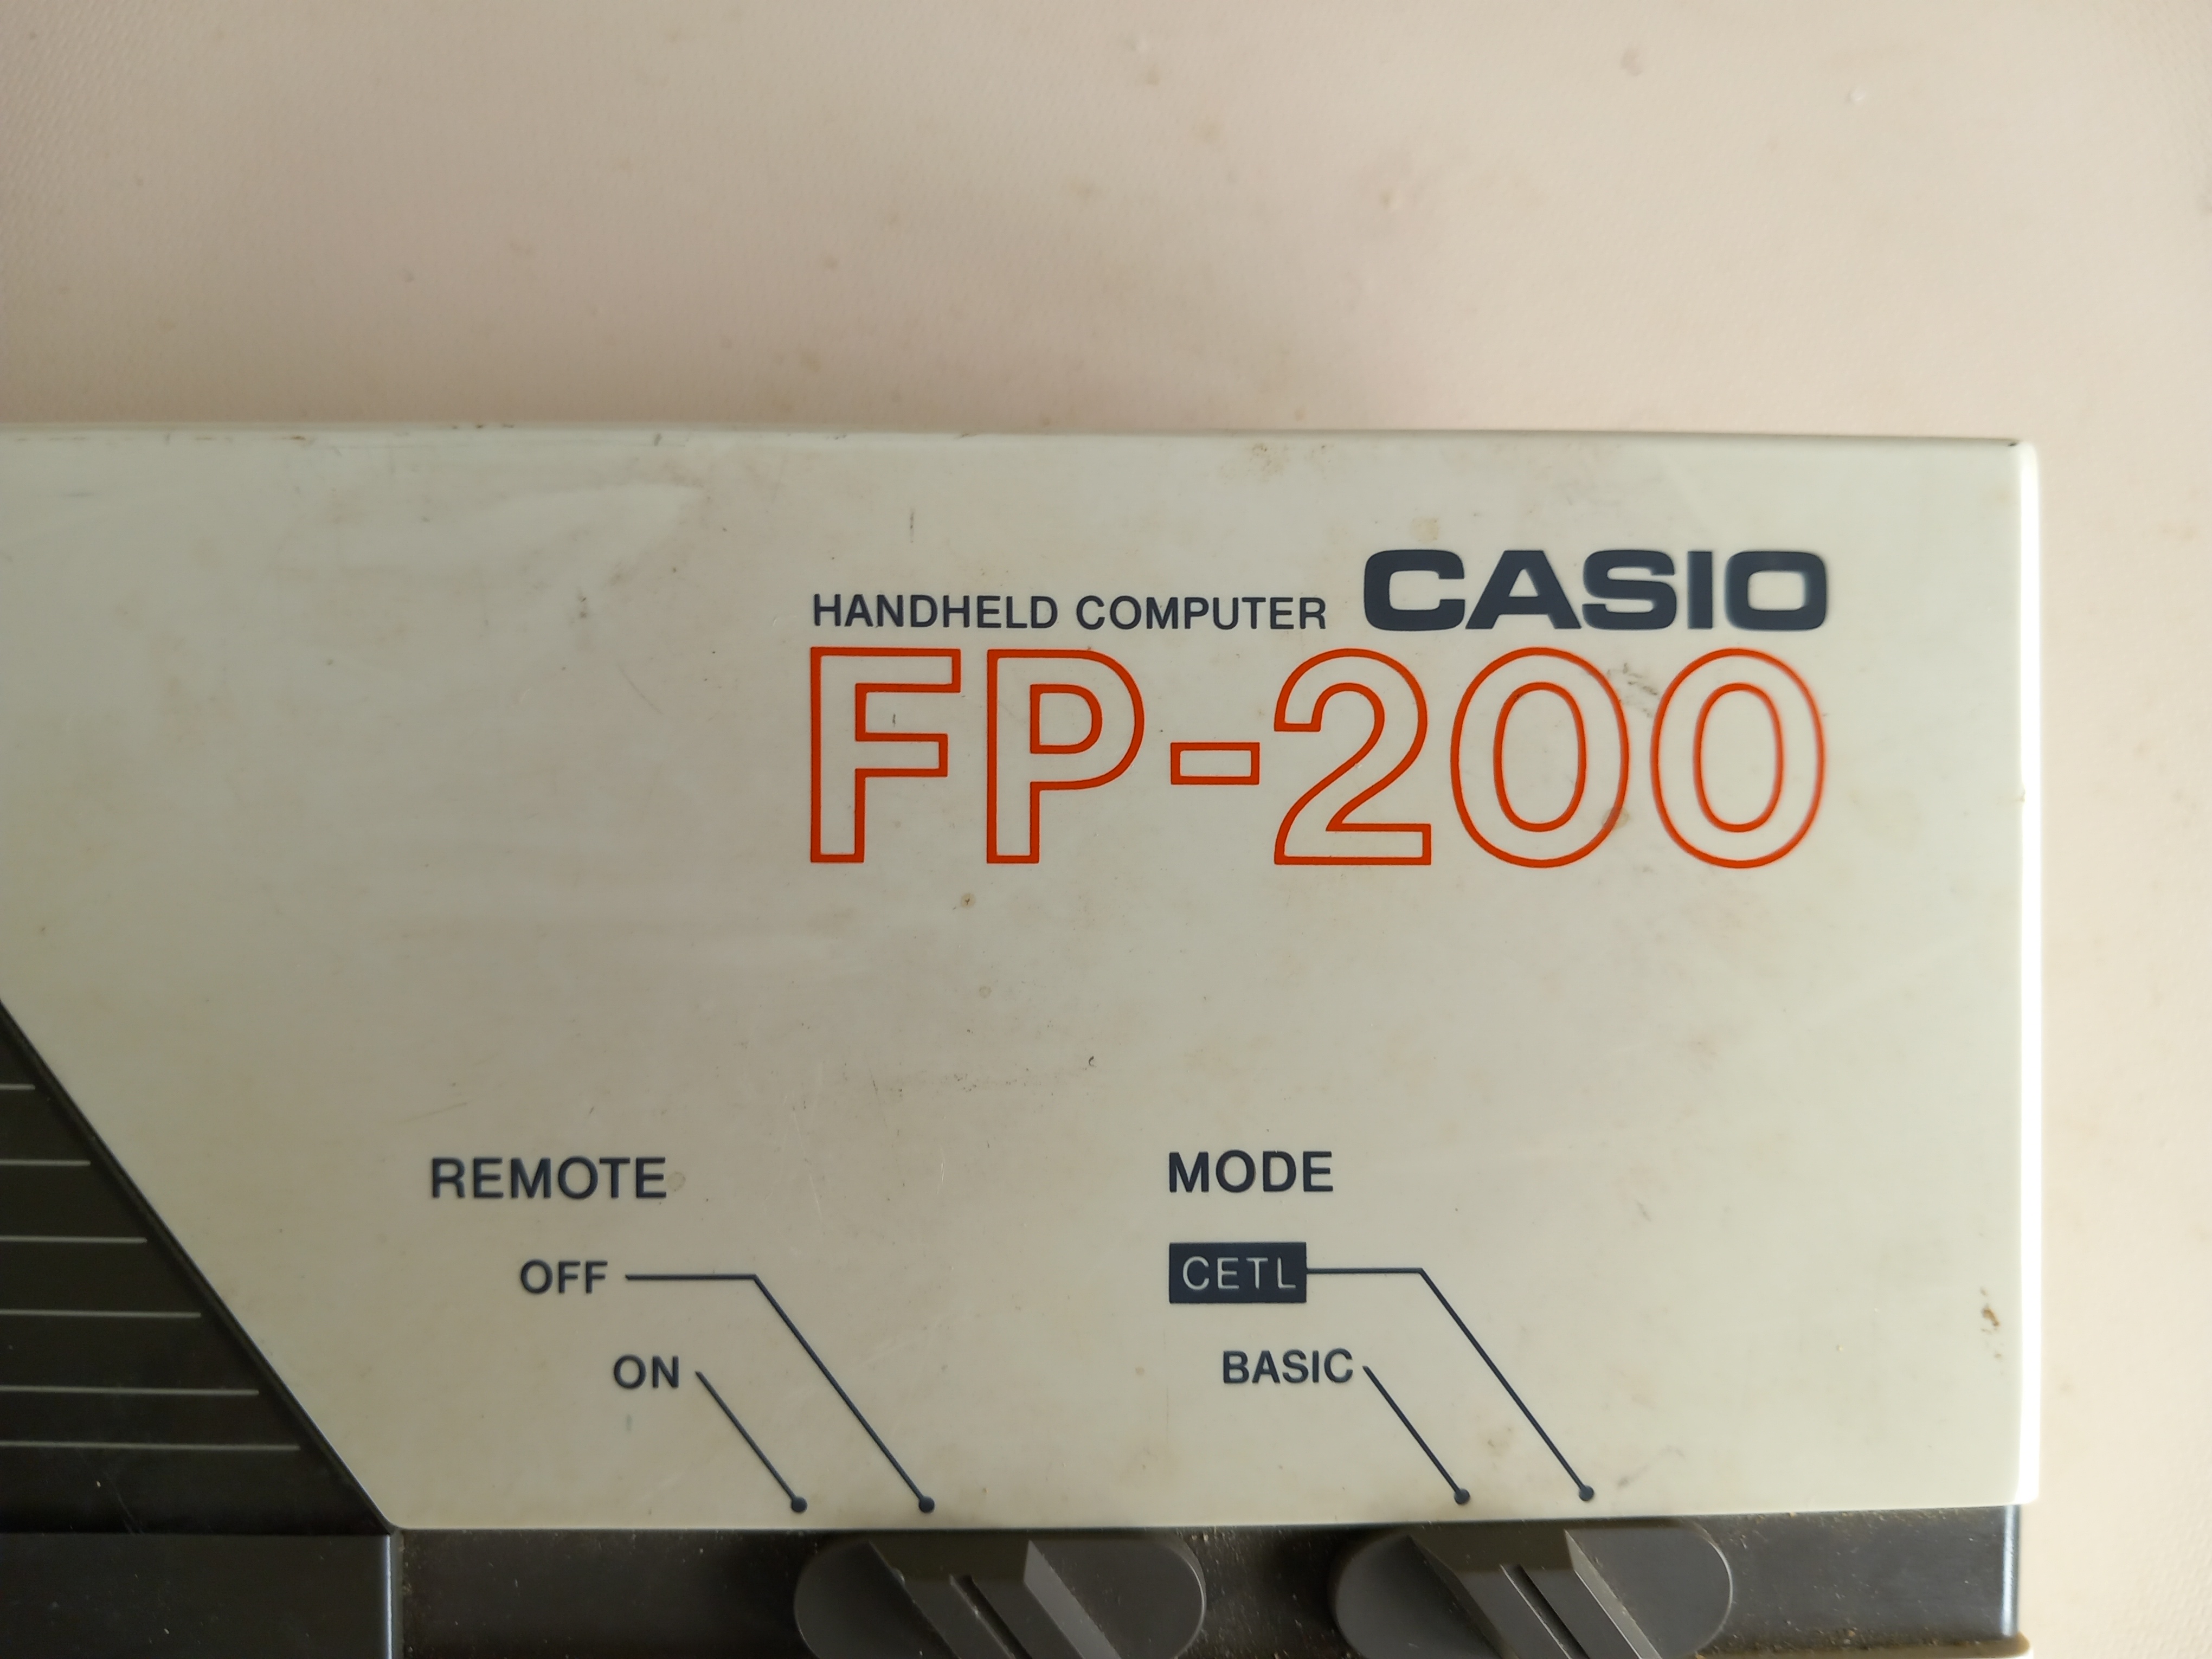 HANDHELD COMPUTER CASIO
FP-200
REMOTE
OFF
ON
MODE
CETL
BASIC